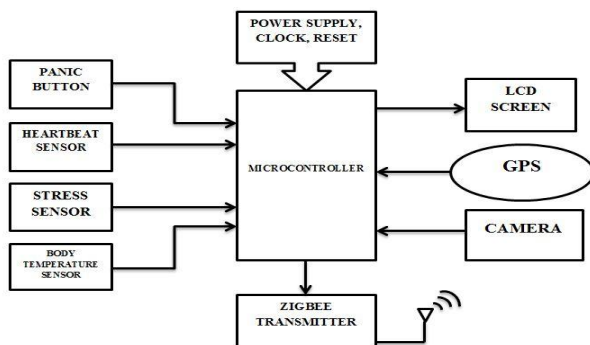 POWER SUPPLY,
CLOCK, RESET
PANIC
BUTTON
HEARTBEAT
SENSOR
STRESS
SENSOR
BODY
TEMPERATURE
SENSOR
MICROCONTROLLER
LCD
SCREEN
GPS
CAMERA
ZIGBEE
TRANSMITTER